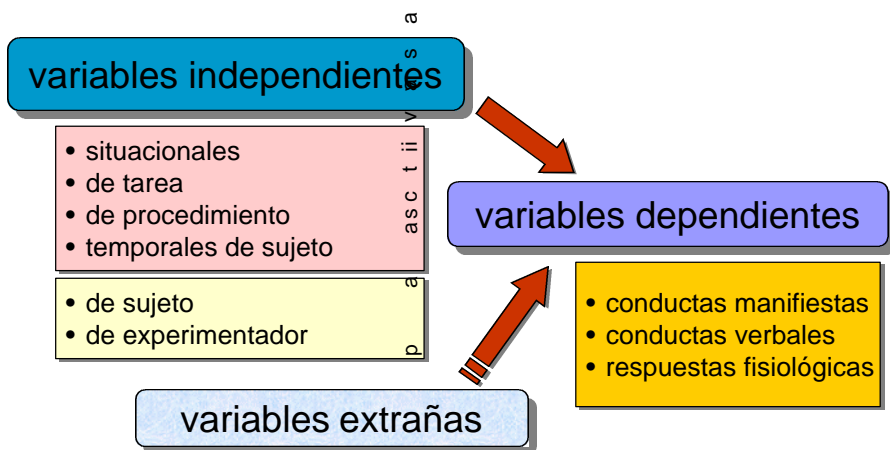 variables independientes
• situacionales
• de tarea
• de procedimiento
• temporales de sujeto
variables dependientes
• de sujeto
• de experimentador
• conductas manifiestas
• conductas verbales
• respuestas fisiológicas
variables extrañas